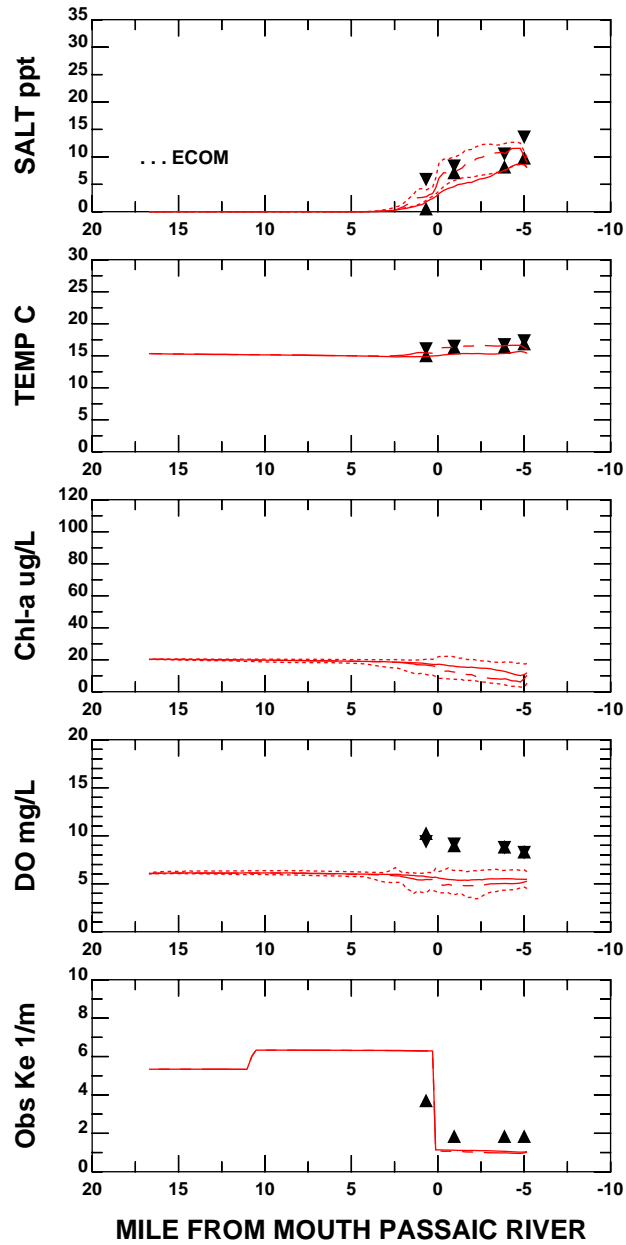 SALT ppt
35
30
25
20
15
10
5
0
. . . ECOM
20 15 10 5 0 -5 -10
TEMP C
30
25
20
15
10
5
0
20 15 10 5 0 -5 -10
Chl-a ug/L
120
100
80
60
40
20
0
20 15 10 5 0 -5 -10
DO mg/L
20
15
10
5
0
20 15 10 5 0 -5 -10
Obs Ke 1/m
10
8
6
4
2
0
20 15 10 5 0 -5 -10
MILE FROM MOUTH PASSAIC RIVER